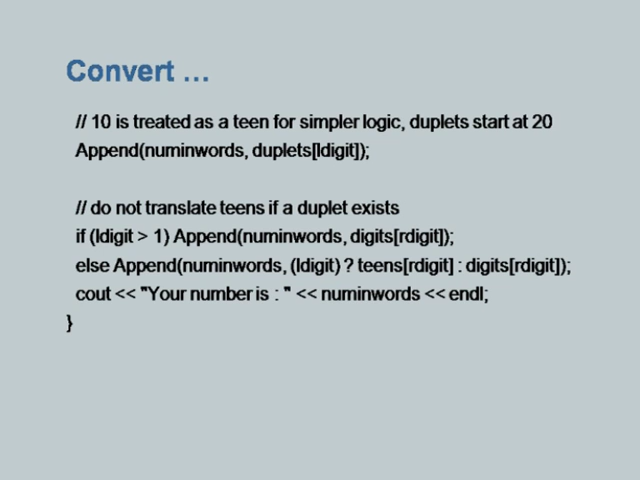 Convert …
// 10 is treated as a teen for simpler logic, duplets start at 20
Append(numinwords, duplets[ldigit]);
// do not translate teens if a duplet exists
if (ldigit > 1) Append(numinwords, digits[rdigit]);
else Append(numinwords, (ldigit) ? teens[rdigit] : digits[rdigit]);
cout << "Your number is : " << numinwords << endl;
}